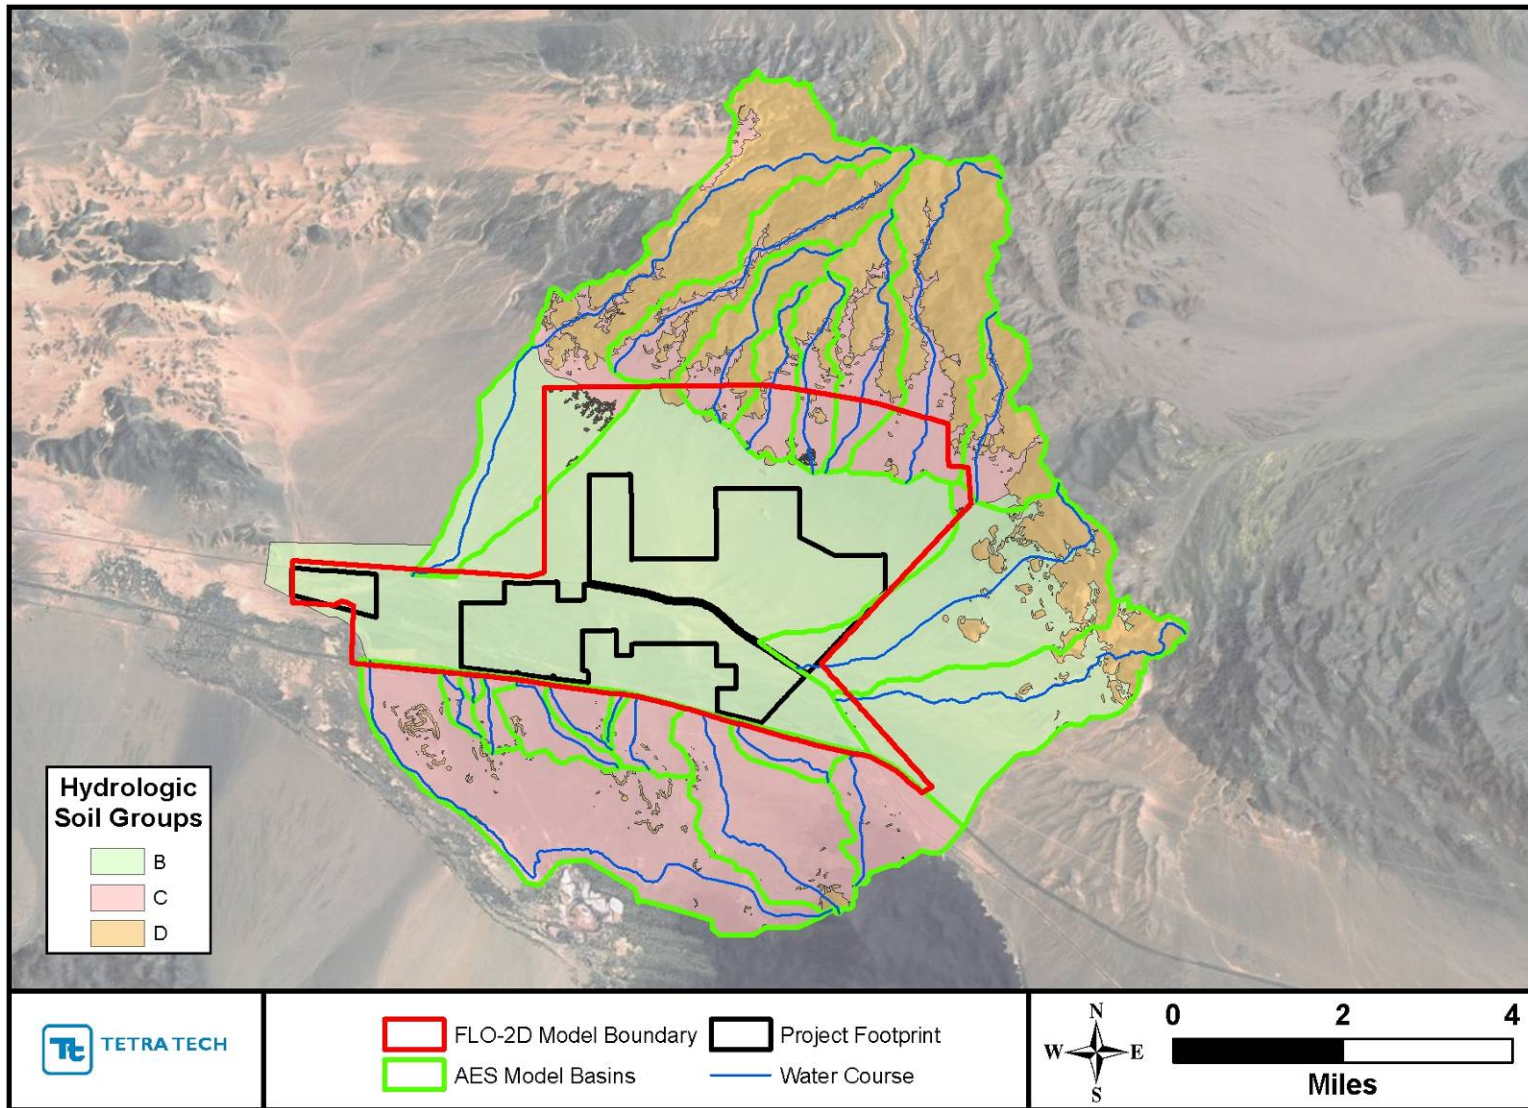 Hydrologic
Soil Groups
B
C
D
Tt TETRA TECH
FLO-2D Model Boundary
Project Footprint
AES Model Basins
Water Course
N
W E
S
0 2 4
Miles